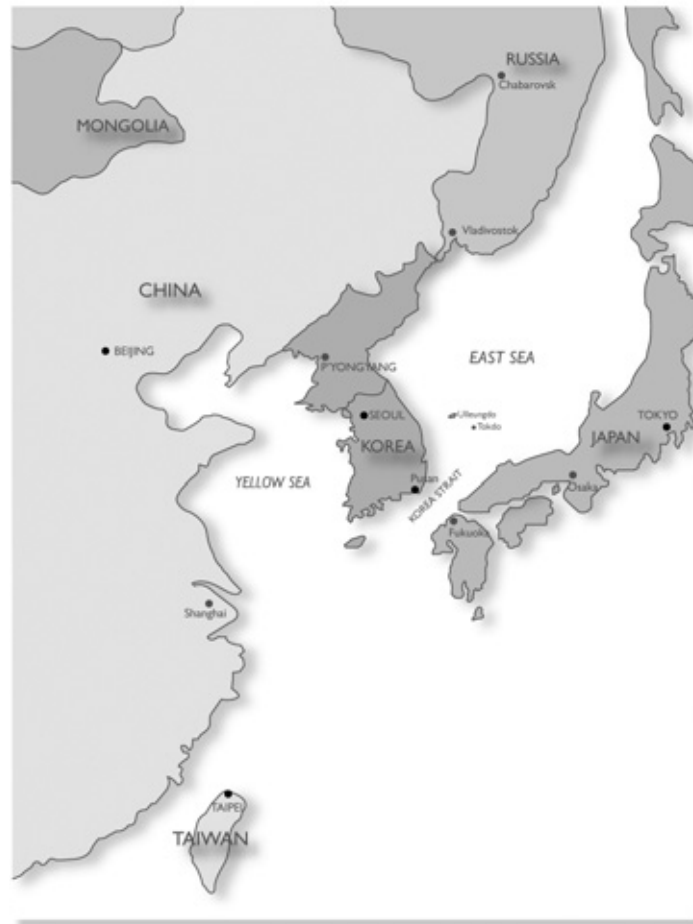 RUSSIA
Chabarovsk
MONGOLIA
Vladivostok
CHINA
BEIJING
P'YONGYANG
EAST SEA
SEOUL
Ulleungdo
Tokdo
TOKYO
KOREA
JAPAN
YELLOW SEA
Pusan
KOREA STRAIT
Osaka
Fukuoka
Shanghai
TAIPEI
TAIWAN